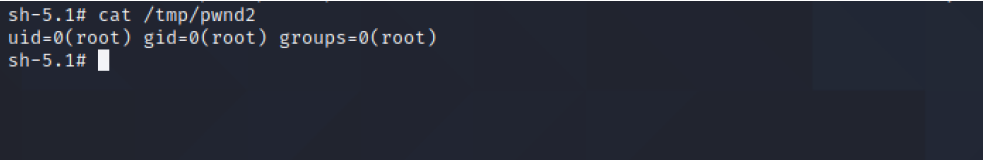 sh-5.1# cat /tmp/pwnd2
uid=0(root) gid=0(root) groups=0(root)
sh-5.1#